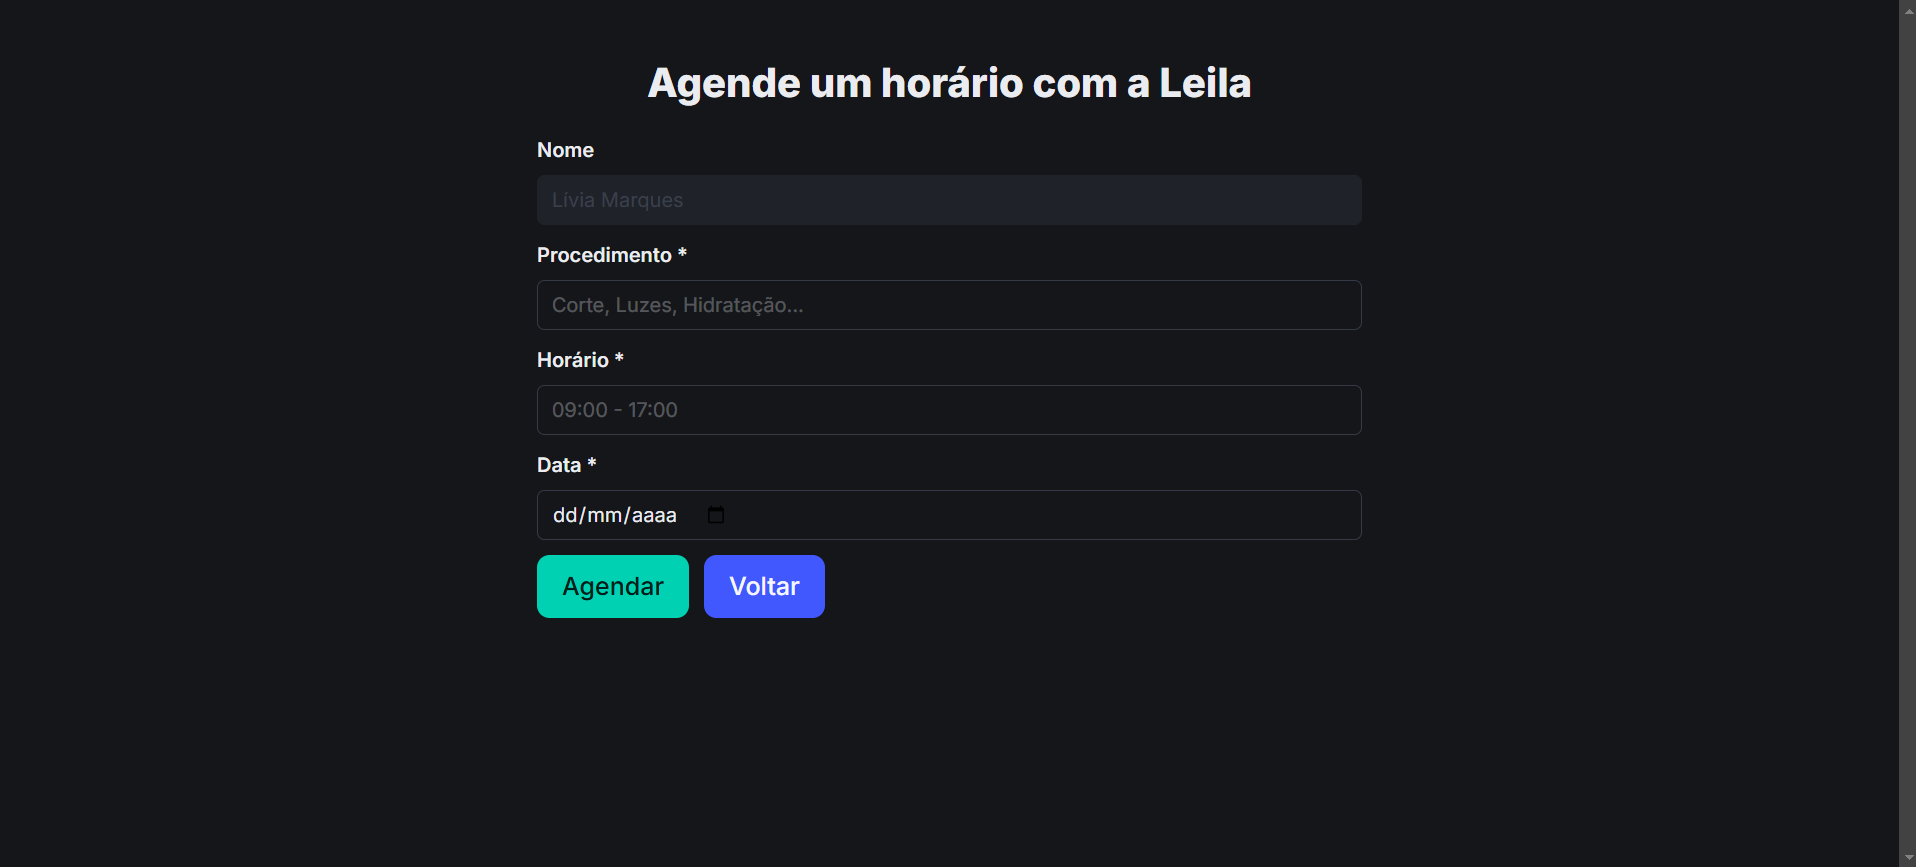 Agende um horário com a Leila
Nome
Lívia Marques
Procedimento *
Corte, Luzes, Hidratação...
Horário *
09:00 - 17:00
Data *
dd/mm/aaaa
Agendar Voltar